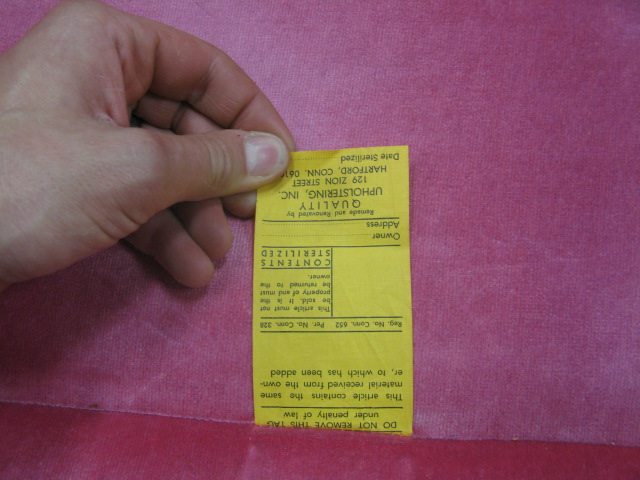 DO NOT REMOVE THIS TAG
under penalty of law
This article contains the same
material received from the own-
er, to which has been added
Reg. No. Conn. 652 Per. No. Conn. 328
This article must not
be sold. It is the
property of and must
be returned to the
owner.
CONTENTS
STERILIZED
Owner
Address
Remade and Renovated by
QUALITY
UPHOLSTERING, INC.
129 ZION STREET
HARTFORD, CONN.
Date Sterilized